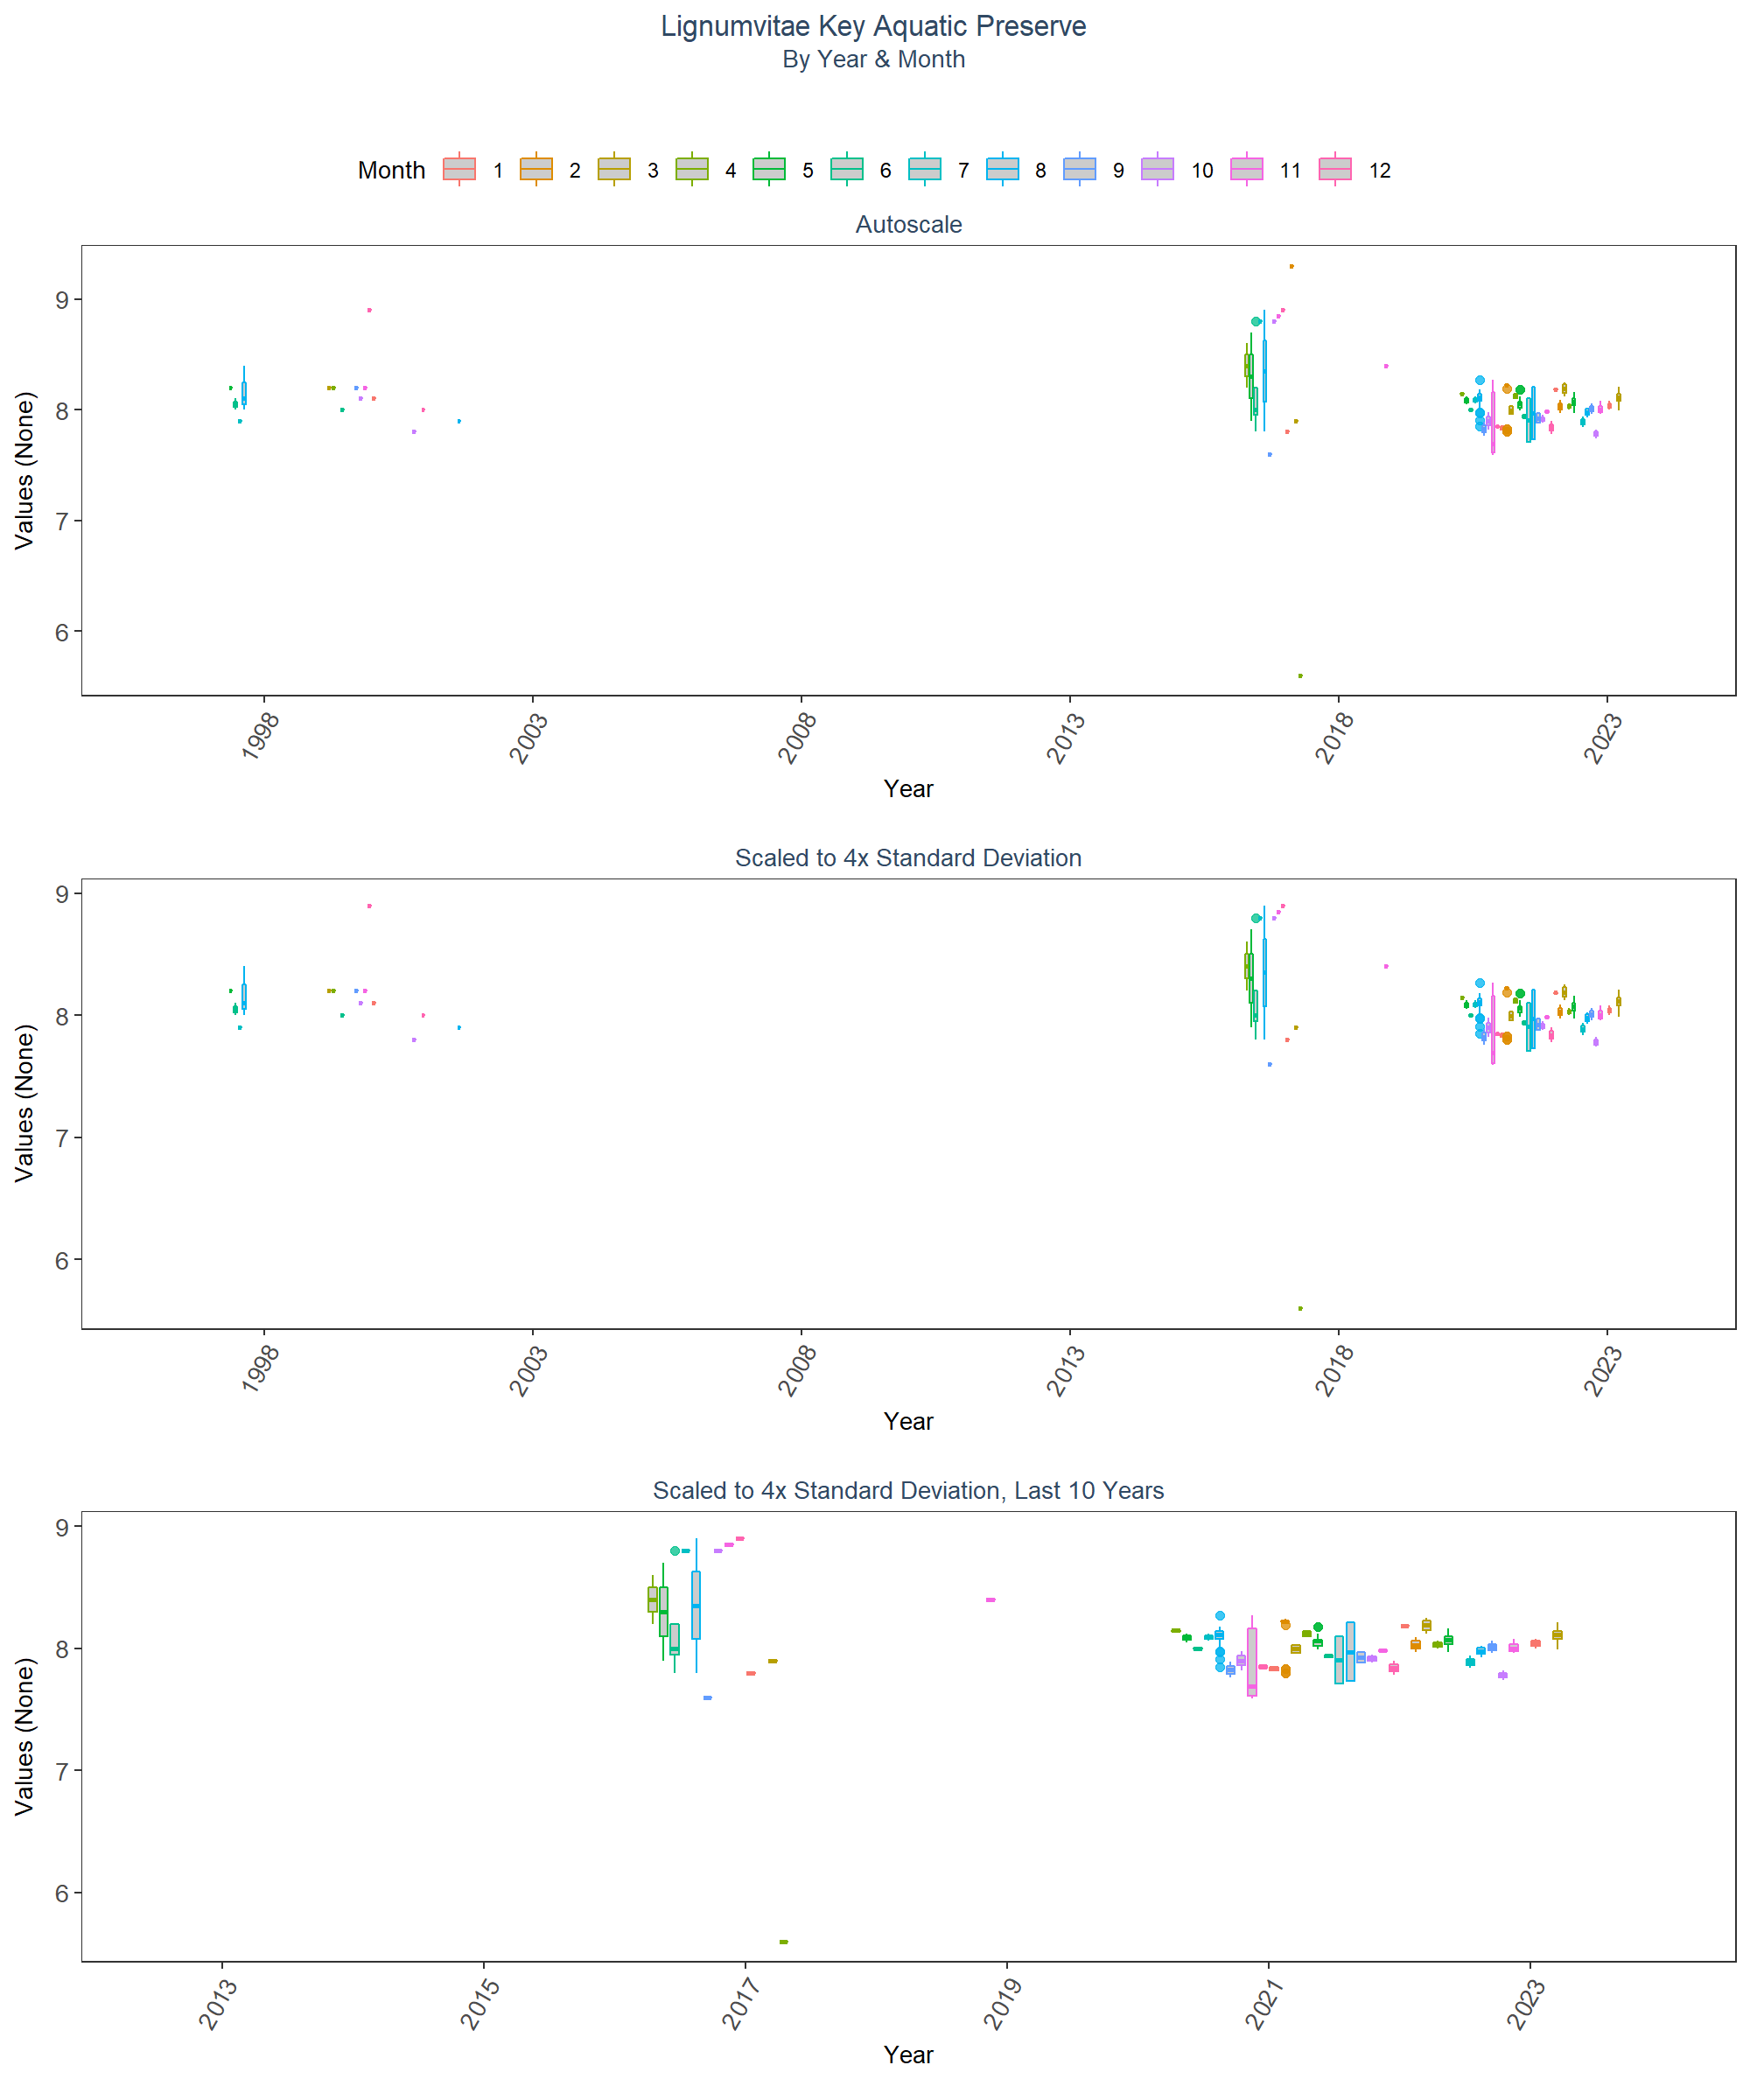 Lignumvitae Key Aquatic Preserve
By Year & Month
Month 1 2 3 4 5 6 7 8 9 10 11 12
Autoscale
Values (None)
9
8
7
6
1998 2003 2008 2013 2018 2023
Year
Scaled to 4x Standard Deviation
Values (None)
9
8
7
6
1998 2003 2008 2013 2018 2023
Year
Scaled to 4x Standard Deviation, Last 10 Years
Values (None)
9
8
7
6
2013 2015 2017 2019 2021 2023
Year